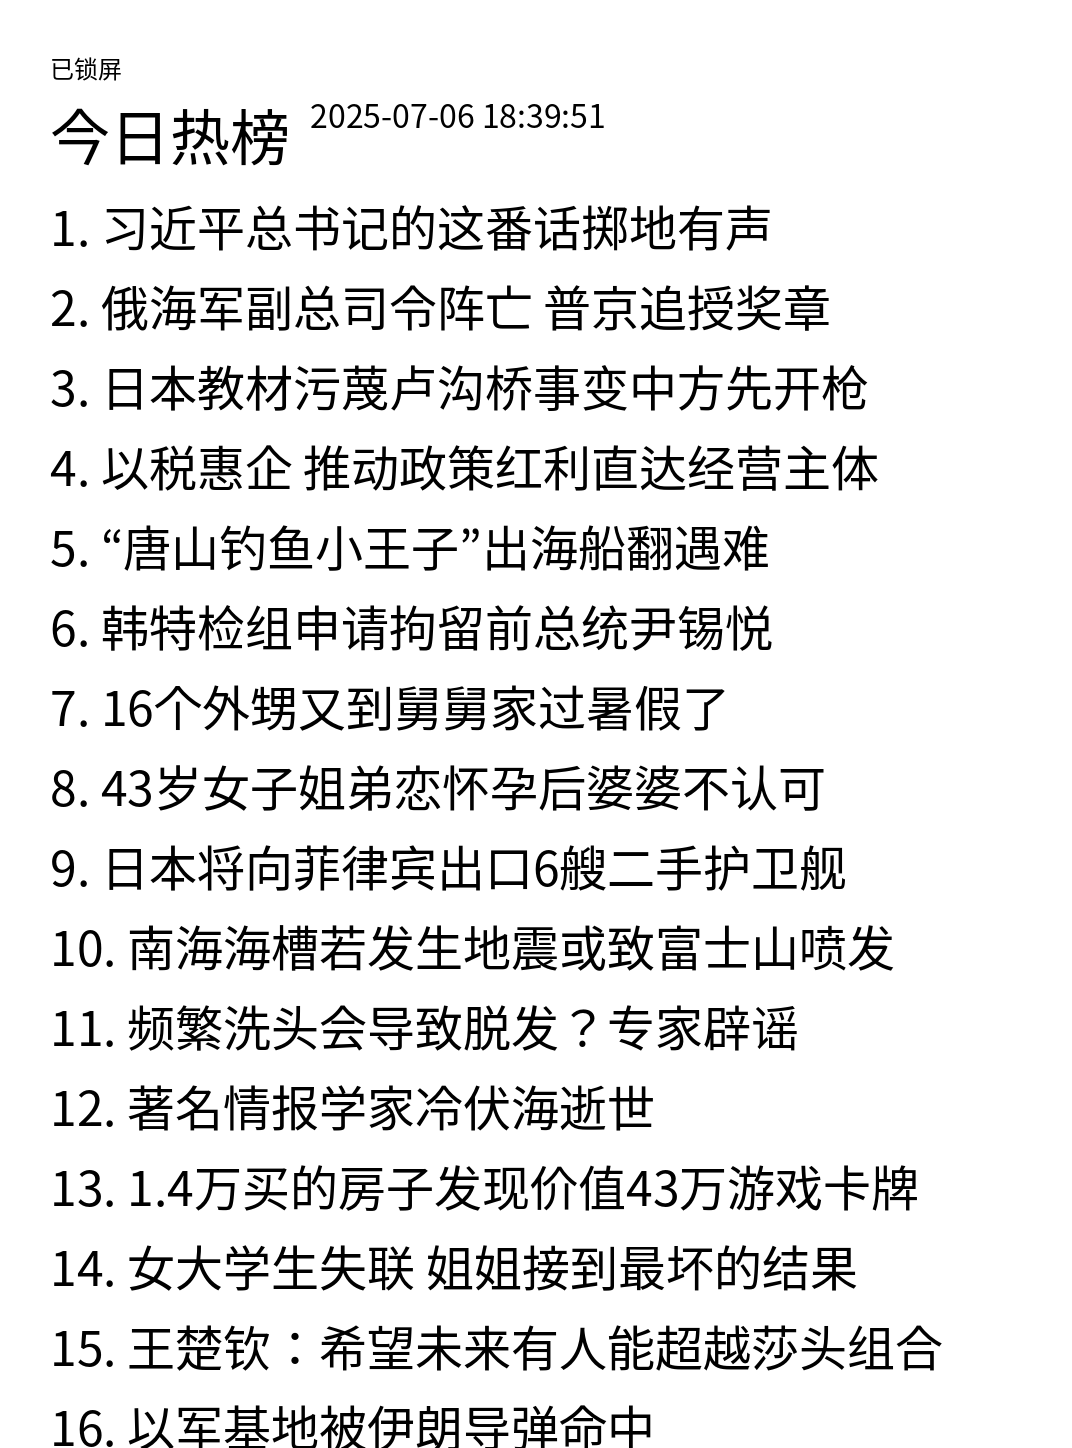 已锁屏
今日热榜 2025-07-06 18:39:51
1. 习近平总书记的这番话掷地有声
2. 俄海军副总司令阵亡 普京追授奖章
3. 日本教材污蔑卢沟桥事变中方先开枪
4. 以税惠企 推动政策红利直达经营主体
5. “唐山钓鱼小王子”出海船翻遇难
6. 韩特检组申请拘留前总统尹锡悦
7. 16个外甥又到舅舅家过暑假了
8. 43岁女子姐弟恋怀孕后婆婆不认可
9. 日本将向菲律宾出口6艘二手护卫舰
10. 南海海槽若发生地震或致富士山喷发
11. 频繁洗头会导致脱发？专家辟谣
12. 著名情报学家冷伏海逝世
13. 1.4万买的房子发现价值43万游戏卡牌
14. 女大学生失联 姐姐接到最坏的结果
15. 王楚钦：希望未来有人能超越莎头组合
16. 以军基地被伊朗导弹命中